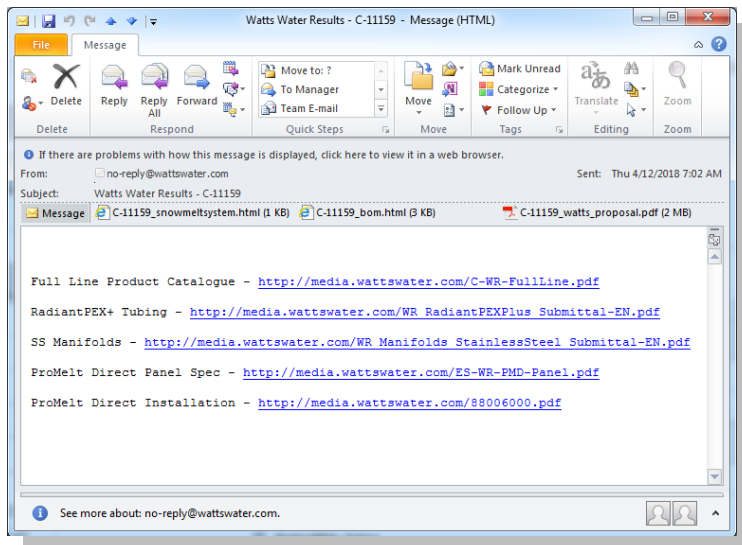 Watts Water Results - C-11159 - Message (HTML)
File Message
Delete
Reply
Reply All
Forward
Move to: ?
To Manager
Team E-mail
Move
Mark Unread
Categorize
Follow Up
Translate
Zoom
Delete Respond Quick Steps Move Tags Editing Zoom
If there are problems with how this message is displayed, click here to view it in a web browser.
From: no-reply@wattswater.com Sent: Thu 4/12/2018 7:02 AM
Subject: Watts Water Results - C-11159
Message C-11159_snowmeltsystem.html (1 KB) C-11159_bom.html (3 KB) C-11159_watts_proposal.pdf (2 MB)
Full Line Product Catalogue - http://media.wattswater.com/C-WR-FullLine.pdf
RadiantPEX+ Tubing - http://media.wattswater.com/WR_RadiantPEXPlus_Submittal-EN.pdf
SS Manifolds - http://media.wattswater.com/WR_Manifolds_StainlessSteel_Submittal-EN.pdf
ProMelt Direct Panel Spec - http://media.wattswater.com/ES-WR-PMD-Panel.pdf
ProMelt Direct Installation - http://media.wattswater.com/88006000.pdf
See more about: no-reply@wattswater.com.